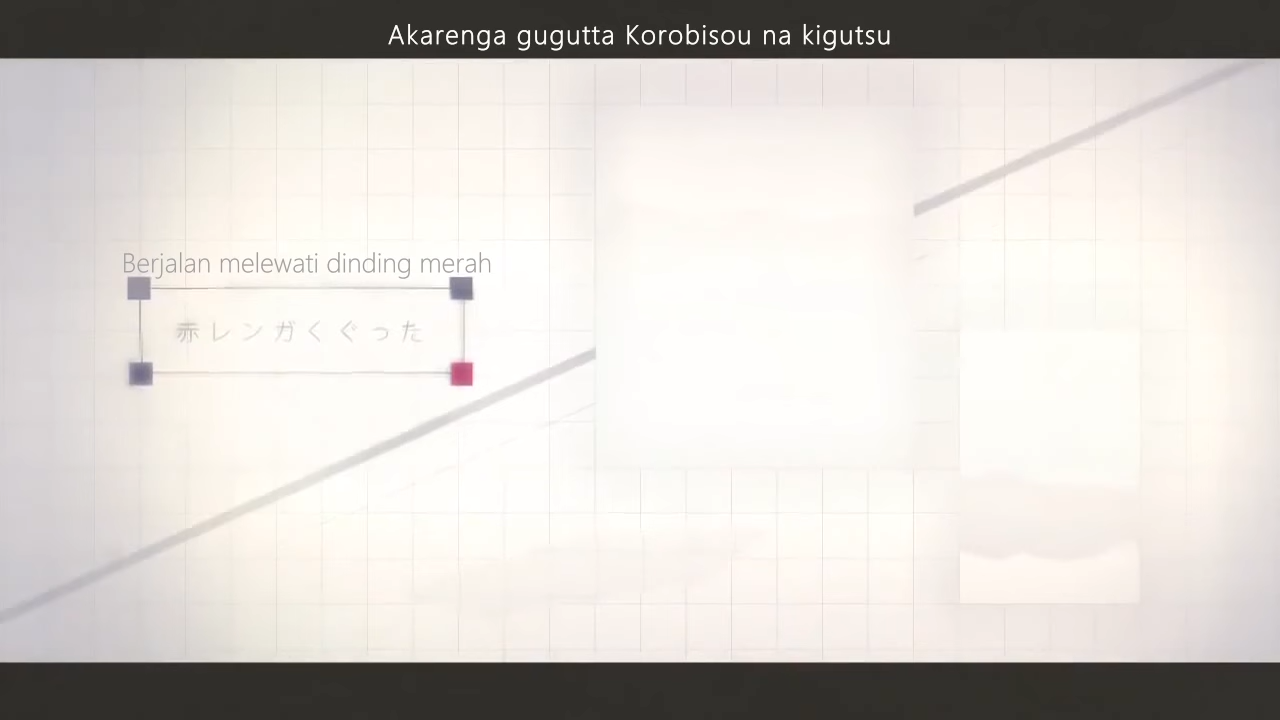 Akarenga gugutta Korobisou na kigutsu
Berjalan melewati dinding merah
赤レンガくぐった